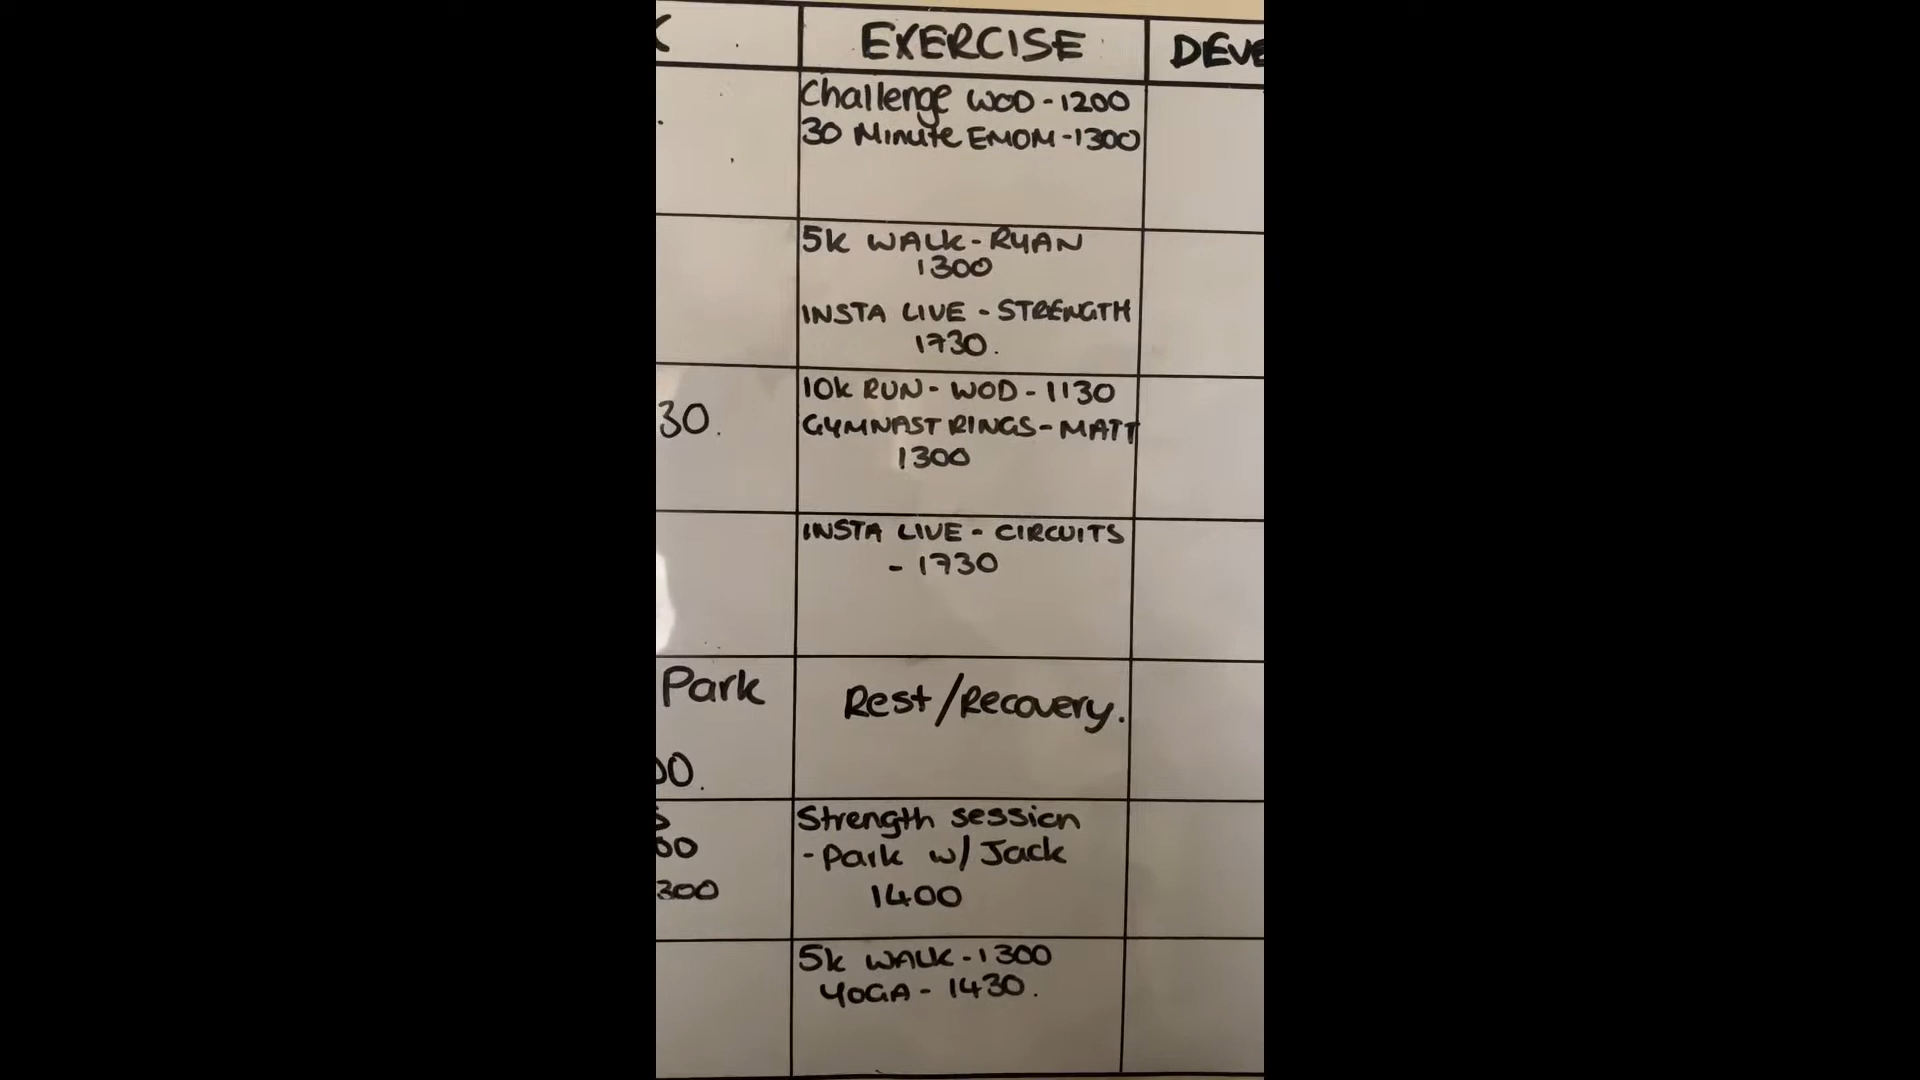 EXERCISE
Challenge WOD - 1200
30 Minute EMOM - 1300
5k WALK - RYAN
1300
INSTA LIVE - STRENGTH
1730.
10k RUN - WOD - 1130
30.
GYMNAST RINGS - MATT
1300
INSTA LIVE - CIRCUITS
- 1730
Park
Rest/Recovery.
Strength session
- Park w/ Jack
1400
5k WALK - 1300
YOGA - 1430.